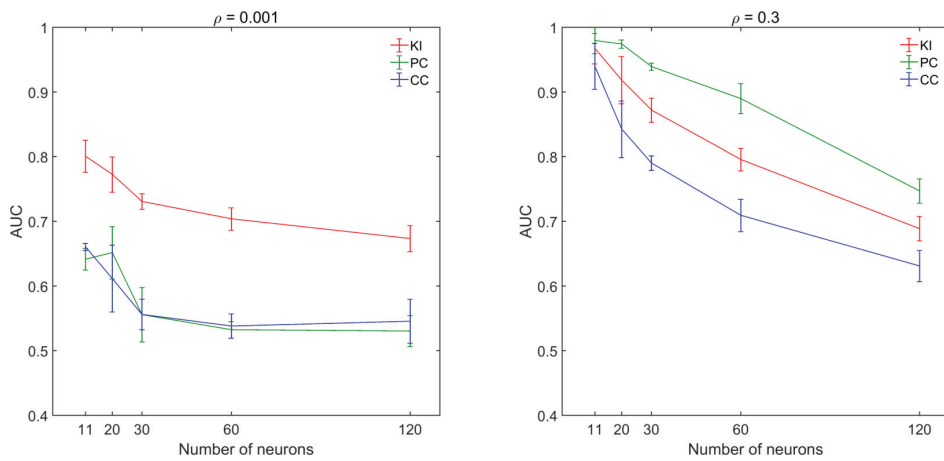 ρ = 0.001
1
0.9
0.8
0.7
0.6
0.5
0.4
AUC
KI
PC
CC
11 20 30 60 120
Number of neurons
ρ = 0.3
1
0.9
0.8
0.7
0.6
0.5
0.4
AUC
KI
PC
CC
11 20 30 60 120
Number of neurons